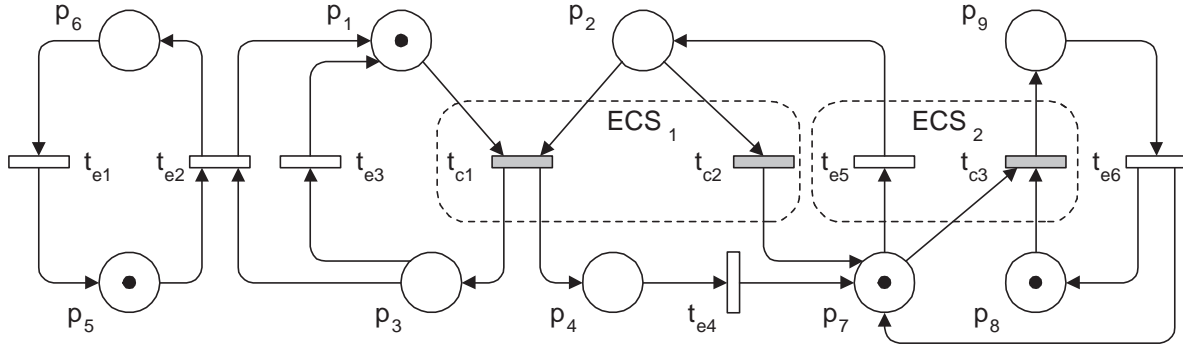 p6 p1 p2 p9
ECS1 ECS2
te1 te2 te3 tc1 tc2 te5 tc3 te6
p5 p3 p4 te4 p7 p8